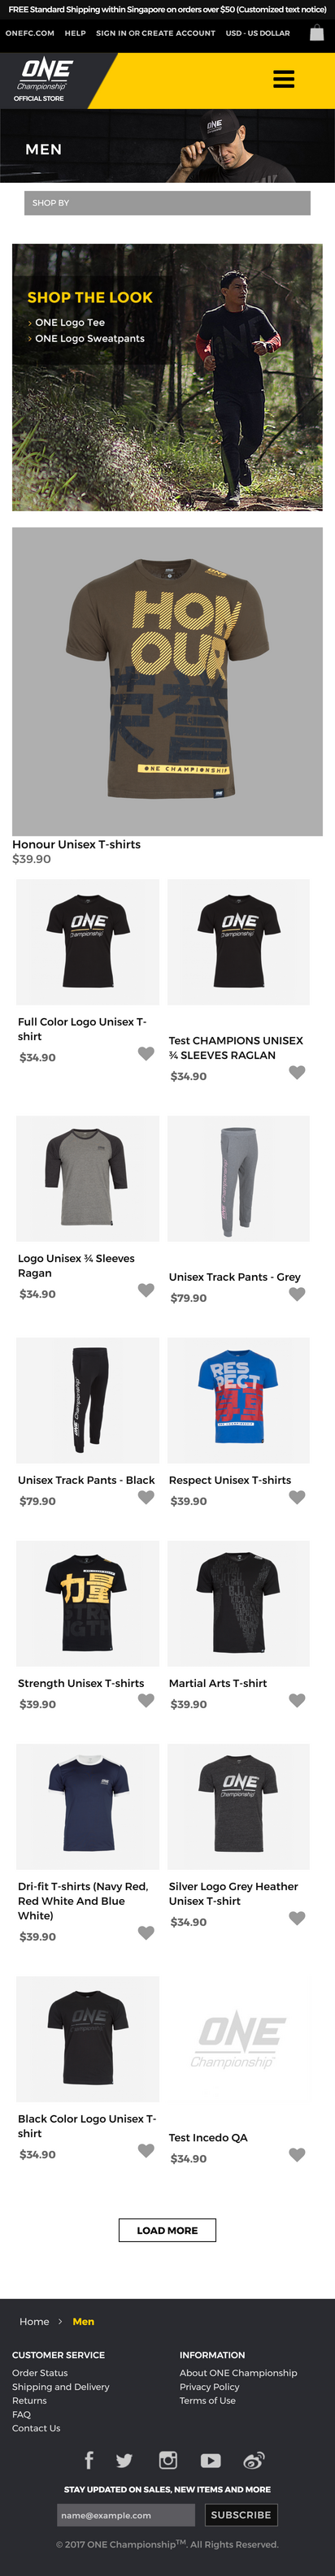 FREE Standard Shipping within Singapore on orders over $50 (Customized text notice)
ONEFC.COM HELP SIGN IN OR CREATE ACCOUNT USD - US DOLLAR
ONE
Championship
OFFICIAL STORE
ONE
MEN
SHOP BY
SHOP THE LOOK
› ONE Logo Tee
› ONE Logo Sweatpants
HON
OUR
ONE CHAMPIONSHIP
Honour Unisex T-shirts
$39.90
ONE
Championship
ONE
Championship
Full Color Logo Unisex T-
shirt
$34.90
Test CHAMPIONS UNISEX
¾ SLEEVES RAGLAN
$34.90
Logo Unisex ¾ Sleeves
Ragan
$34.90
Unisex Track Pants - Grey
$79.90
ONE Championship
RES
PECT
Unisex Track Pants - Black
$79.90
Respect Unisex T-shirts
$39.90
力量
STRE
NGTH
Strength Unisex T-shirts
$39.90
Martial Arts T-shirt
$39.90
ONE
Championship
Dri-fit T-shirts (Navy Red,
Red White And Blue
White)
$39.90
Silver Logo Grey Heather
Unisex T-shirt
$34.90
ONE
Championship
ONE
Championship
Black Color Logo Unisex T-
shirt
$34.90
Test Incedo QA
$34.90
LOAD MORE
Home > Men
CUSTOMER SERVICE
Order Status
Shipping and Delivery
Returns
FAQ
Contact Us
INFORMATION
About ONE Championship
Privacy Policy
Terms of Use
STAY UPDATED ON SALES, NEW ITEMS AND MORE
name@example.com SUBSCRIBE
© 2017 ONE Championship™. All Rights Reserved.